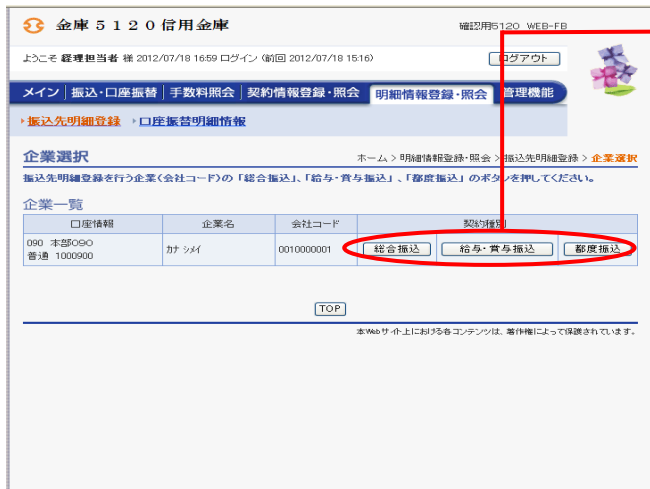 金庫５１２０信用金庫
確認用5120 WEB-FB
ようこそ 経理担当者 様 2012/07/18 16:59 ログイン (前回 2012/07/18 15:16)
ログアウト
メイン 振込・口座振替 手数料照会 契約情報登録・照会 明細情報登録・照会 管理機能
振込先明細登録 口座振替明細情報
企業選択
ホーム > 明細情報登録・照会 > 振込先明細登録 > 企業選択
振込先明細登録を行う企業(会社コード)の「総合振込」、「給与・賞与振込」、「都度振込」のボタンを押してください。
企業一覧
口座情報 企業名 会社コード 契約種別
090 本部090 カナ シメイ 0010000001 総合振込 給与・賞与振込 都度振込
普通 1000900
TOP
本Webサイト上における各コンテンツは、著作権によって保護されています。